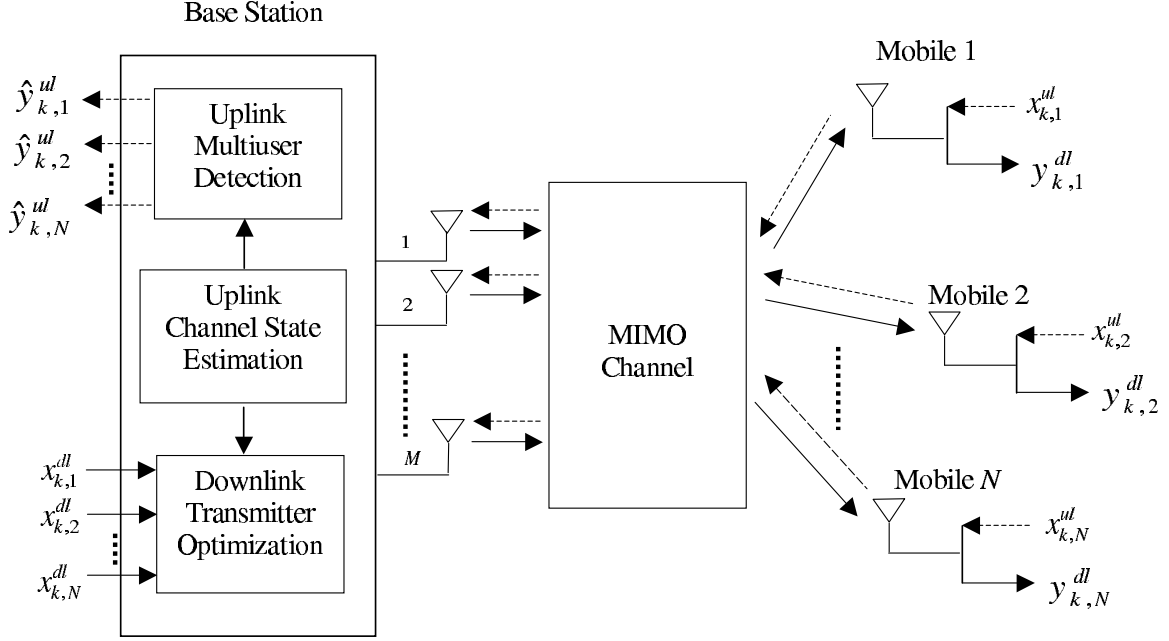 Base Station
Uplink
Multiuser
Detection
ŷ^{ul}_{k,1}
ŷ^{ul}_{k,2}
ŷ^{ul}_{k,N}
Uplink
Channel State
Estimation
Downlink
Transmitter
Optimization
x^{dl}_{k,1}
x^{dl}_{k,2}
x^{dl}_{k,N}
1
2
M
MIMO
Channel
Mobile 1
x^{ul}_{k,1}
y^{dl}_{k,1}
Mobile 2
x^{ul}_{k,2}
y^{dl}_{k,2}
Mobile N
x^{ul}_{k,N}
y^{dl}_{k,N}